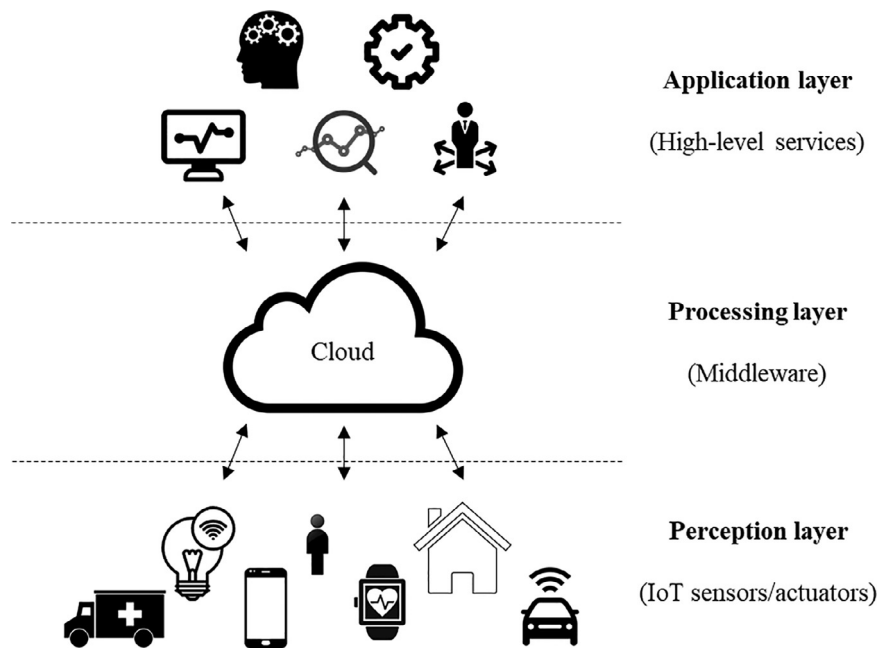 Application layer
(High-level services)
Cloud
Processing layer
(Middleware)
Perception layer
(IoT sensors/actuators)